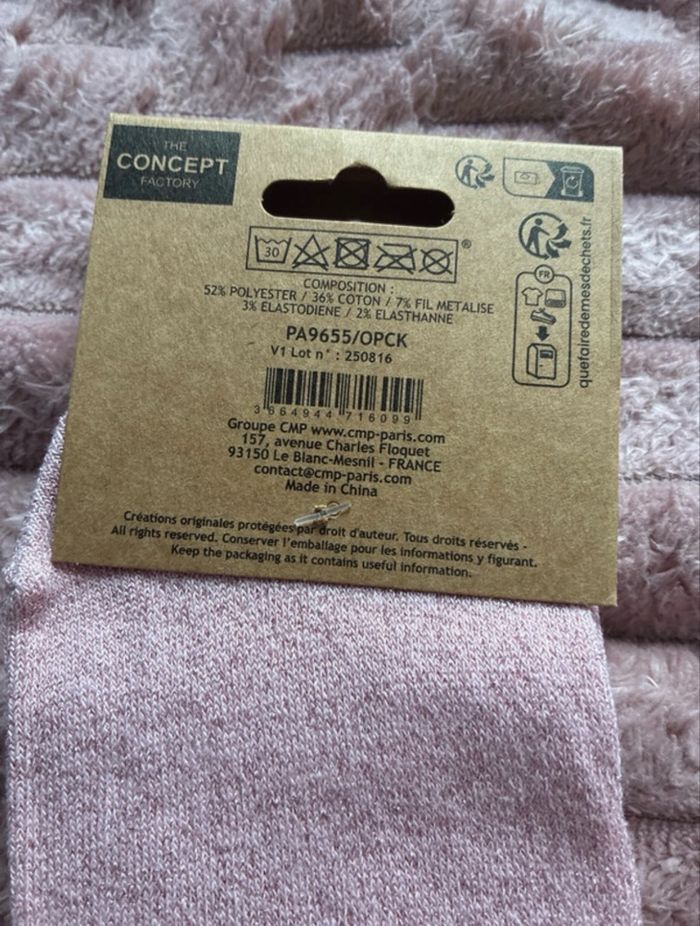 THE
CONCEPT
FACTORY
30
®
COMPOSITION :
52% POLYESTER / 36% COTON / 7% FIL METALISE
3% ELASTODIENE / 2% ELASTHANNE
PA9655/OPCK
V1 Lot n° : 250816
3 664944 716099
Groupe CMP www.cmp-paris.com
157, avenue Charles Floquet
93150 Le Blanc-Mesnil - FRANCE
contact@cmp-paris.com
Made in China
Créations originales protégées par droit d'auteur. Tous droits réservés -
All rights reserved. Conserver l'emballage pour les informations y figurant.
Keep the packaging as it contains useful information.
FR
quefairedemesdechets.fr